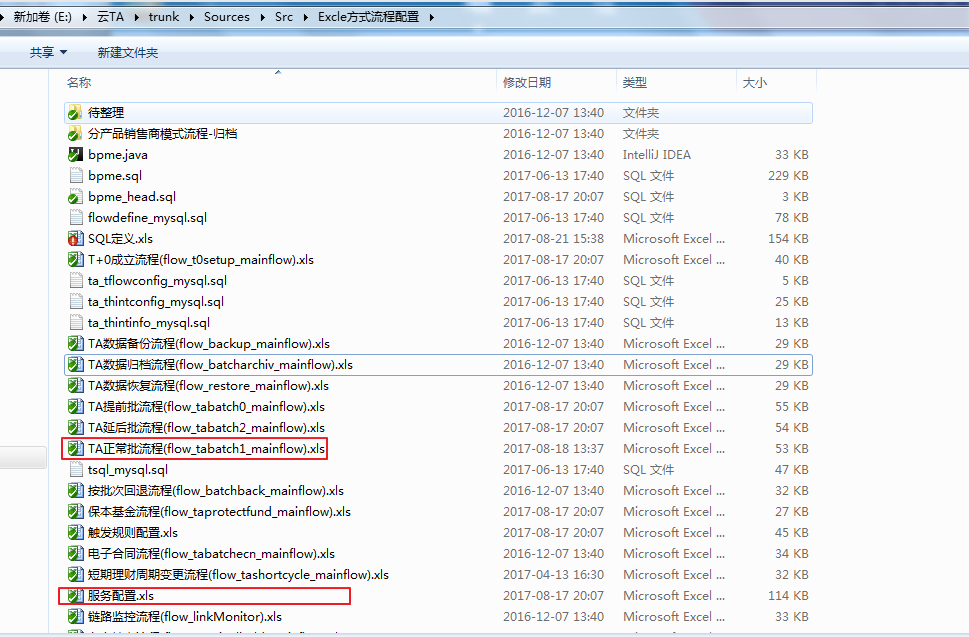 新加卷 (E:) 云TA trunk Sources Src Excle方式流程配置
共享 新建文件夹
名称 修改日期 类型 大小
待整理 2016-12-07 13:40 文件夹
分产品销售商模式流程-归档 2016-12-07 13:40 文件夹
bpme.java 2016-12-07 13:40 IntelliJ IDEA 33 KB
bpme.sql 2017-06-13 17:40 SQL 文件 229 KB
bpme_head.sql 2017-08-17 20:07 SQL 文件 3 KB
flowdefine_mysql.sql 2017-06-13 17:40 SQL 文件 78 KB
SQL定义.xls 2017-08-21 15:38 Microsoft Excel ... 154 KB
T+0成立流程(flow_t0setup_mainflow).xls 2017-08-17 20:07 Microsoft Excel ... 40 KB
ta_tflowconfig_mysql.sql 2017-06-13 17:40 SQL 文件 5 KB
ta_thintconfig_mysql.sql 2017-06-13 17:40 SQL 文件 25 KB
ta_thintinfo_mysql.sql 2017-06-13 17:40 SQL 文件 13 KB
TA数据备份流程(flow_backup_mainflow).xls 2016-12-07 13:40 Microsoft Excel ... 29 KB
TA数据归档流程(flow_batcharchiv_mainflow).xls 2016-12-07 13:40 Microsoft Excel ... 29 KB
TA数据恢复流程(flow_restore_mainflow).xls 2016-12-07 13:40 Microsoft Excel ... 29 KB
TA提前批流程(flow_tabatch0_mainflow).xls 2017-08-17 20:07 Microsoft Excel ... 55 KB
TA延后批流程(flow_tabatch2_mainflow).xls 2017-08-17 20:07 Microsoft Excel ... 54 KB
TA正常批流程(flow_tabatch1_mainflow).xls 2017-08-18 13:37 Microsoft Excel ... 53 KB
tsql_mysql.sql 2017-06-13 17:40 SQL 文件 47 KB
按批次回退流程(flow_batchback_mainflow).xls 2016-12-07 13:40 Microsoft Excel ... 32 KB
保本基金流程(flow_taprotectfund_mainflow).xls 2017-08-17 20:07 Microsoft Excel ... 27 KB
触发规则配置.xls 2017-08-17 20:07 Microsoft Excel ... 45 KB
电子合同流程(flow_tabatchecn_mainflow).xls 2016-12-07 13:40 Microsoft Excel ... 34 KB
短期理财周期变更流程(flow_tashortcycle_mainflow).xls 2017-04-13 16:30 Microsoft Excel ... 32 KB
服务配置.xls 2017-08-17 20:07 Microsoft Excel ... 114 KB
链路监控流程(flow_linkMonitor).xls 2016-12-07 13:40 Microsoft Excel ... 33 KB